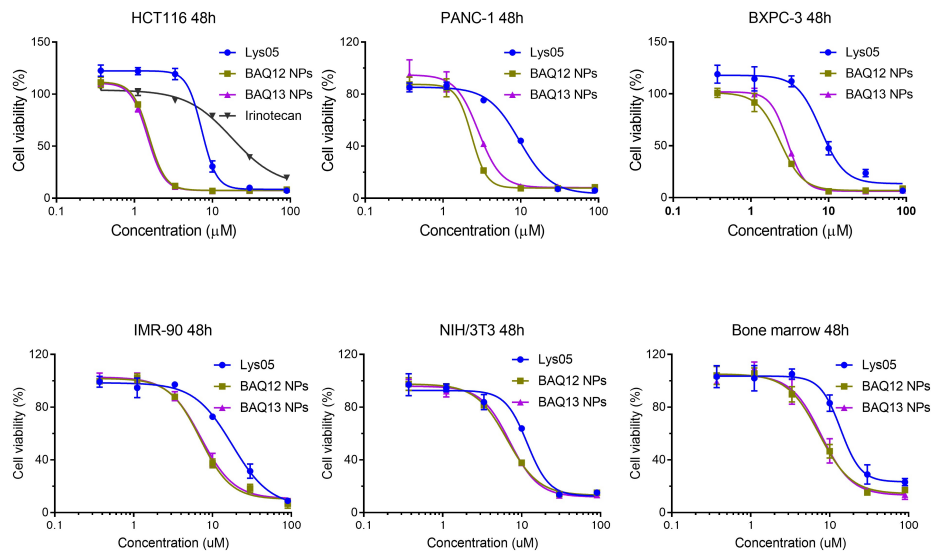 HCT116 48h
150
100
50
0
0.1
1
10
100
Cell viability (%)
Concentration (μM)
Lys05
BAQ12 NPs
BAQ13 NPs
Irinotecan
PANC-1 48h
120
80
40
0
0.1
1
10
100
Cell viability (%)
Concentration (μM)
Lys05
BAQ12 NPs
BAQ13 NPs
BXPC-3 48h
150
100
50
0
0.1
1
10
100
Cell viability (%)
Concentration (μM)
Lys05
BAQ12 NPs
BAQ13 NPs
IMR-90 48h
120
80
40
0
0.1
1
10
100
Cell viability (%)
Concentration (uM)
Lys05
BAQ12 NPs
BAQ13 NPs
NIH/3T3 48h
120
80
40
0
0.1
1
10
100
Cell viability (%)
Concentration (uM)
Lys05
BAQ12 NPs
BAQ13 NPs
Bone marrow 48h
120
80
40
0
0.1
1
10
100
Cell viability (%)
Concentration (uM)
Lys05
BAQ12 NPs
BAQ13 NPs